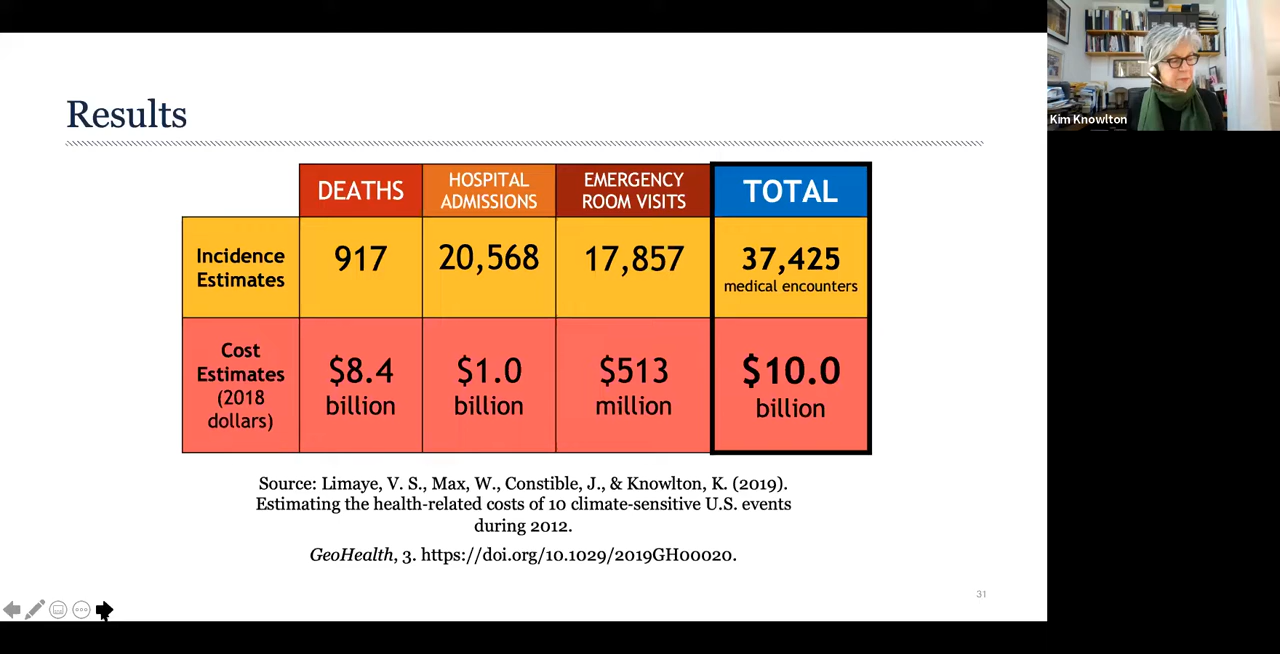 Results
DEATHS
HOSPITAL
ADMISSIONS
EMERGENCY
ROOM VISITS
TOTAL
Incidence
Estimates
917
20,568
17,857
37,425
medical encounters
Cost
Estimates
(2018
dollars)
$8.4
billion
$1.0
billion
$513
million
$10.0
billion
Source: Limaye, V. S., Max, W., Constible, J., & Knowlton, K. (2019).
Estimating the health-related costs of 10 climate-sensitive U.S. events
during 2012.
GeoHealth, 3. https://doi.org/10.1029/2019GH00020.
31
Kim Knowlton